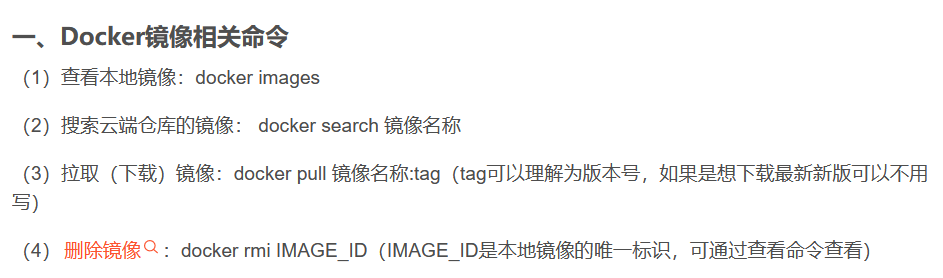 一、Docker镜像相关命令
（1）查看本地镜像：docker images
（2）搜索云端仓库的镜像： docker search 镜像名称
（3）拉取（下载）镜像：docker pull 镜像名称:tag（tag可以理解为版本号，如果是想下载最新新版可以不用
写）
（4）删除镜像：docker rmi IMAGE_ID（IMAGE_ID是本地镜像的唯一标识，可通过查看命令查看）